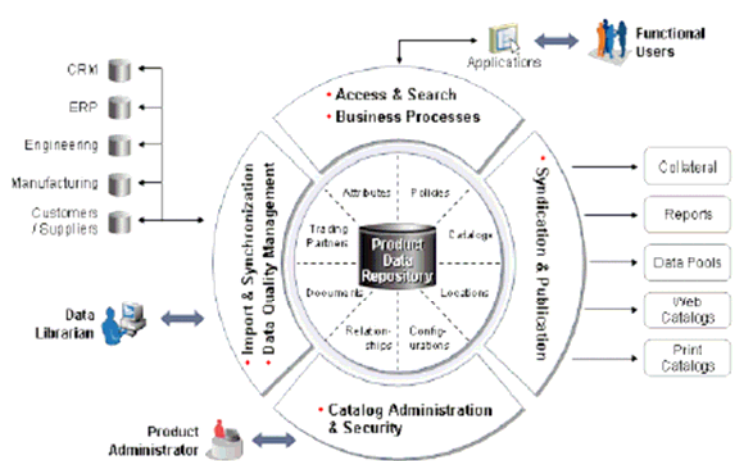 Functional
Users
Applications
CRM
ERP
Engineering
Manufacturing
Customers
/ Suppliers
• Access & Search
• Business Processes
• Import & Synchronization
• Data Quality Management
Attributes
Policies
Trading
Partners
Catalogs
Product
Data
Repository
Documents
Locations
Relation-
ships
Config-
urations
• Syndication & Publication
Collateral
Reports
Data Pools
Web
Catalogs
Print
Catalogs
Data
Librarian
• Catalog Administration
& Security
Product
Administrator